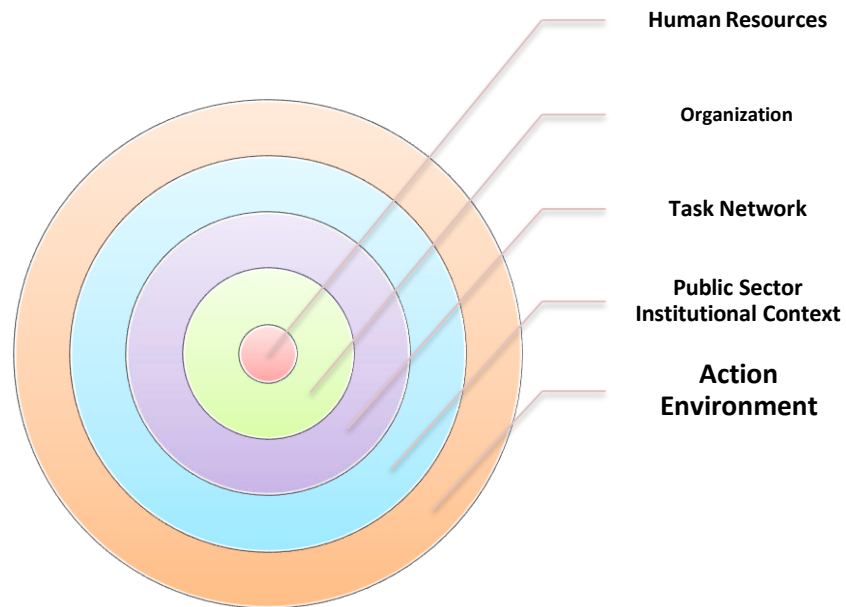 Human Resources
Organization
Task Network
Public Sector
Institutional Context
Action
Environment